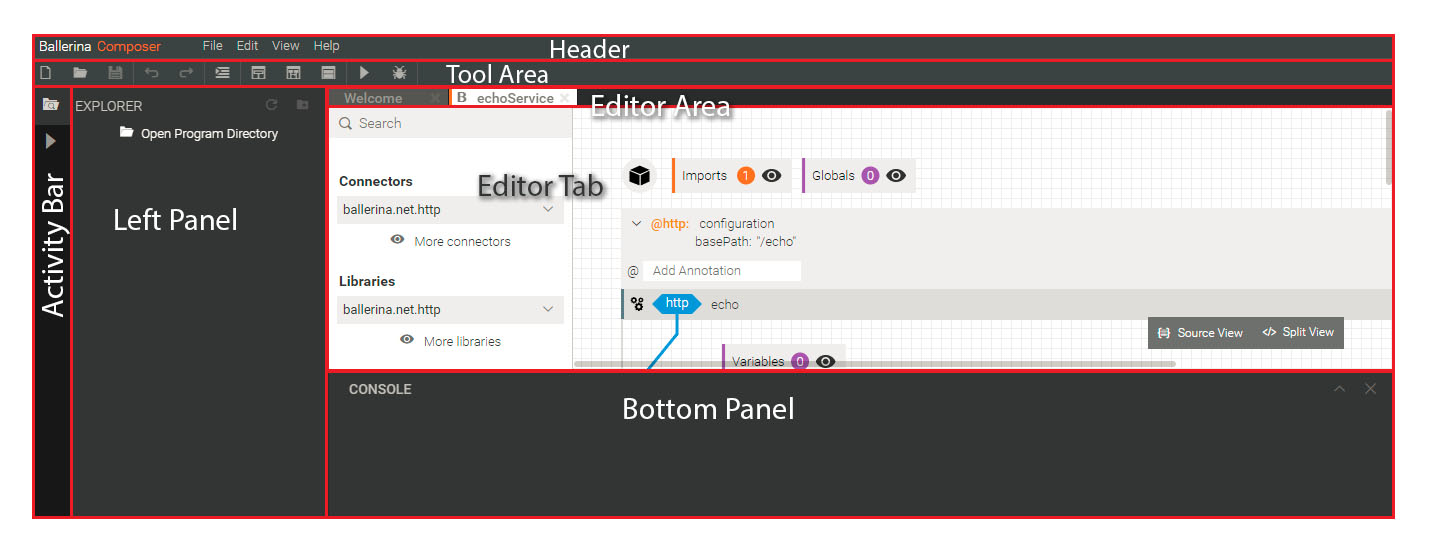 Ballerina Composer File Edit View Help
Header
Tool Area
EXPLORER
Open Program Directory
Activity Bar
Left Panel
Welcome
B echoService
Editor Area
Search
Editor Tab
Connectors
ballerina.net.http
More connectors
Libraries
ballerina.net.http
More libraries
Imports 1
Globals 0
@http: configuration
basePath: "/echo"
@ Add Annotation
http echo
Variables 0
Source View
Split View
CONSOLE
Bottom Panel